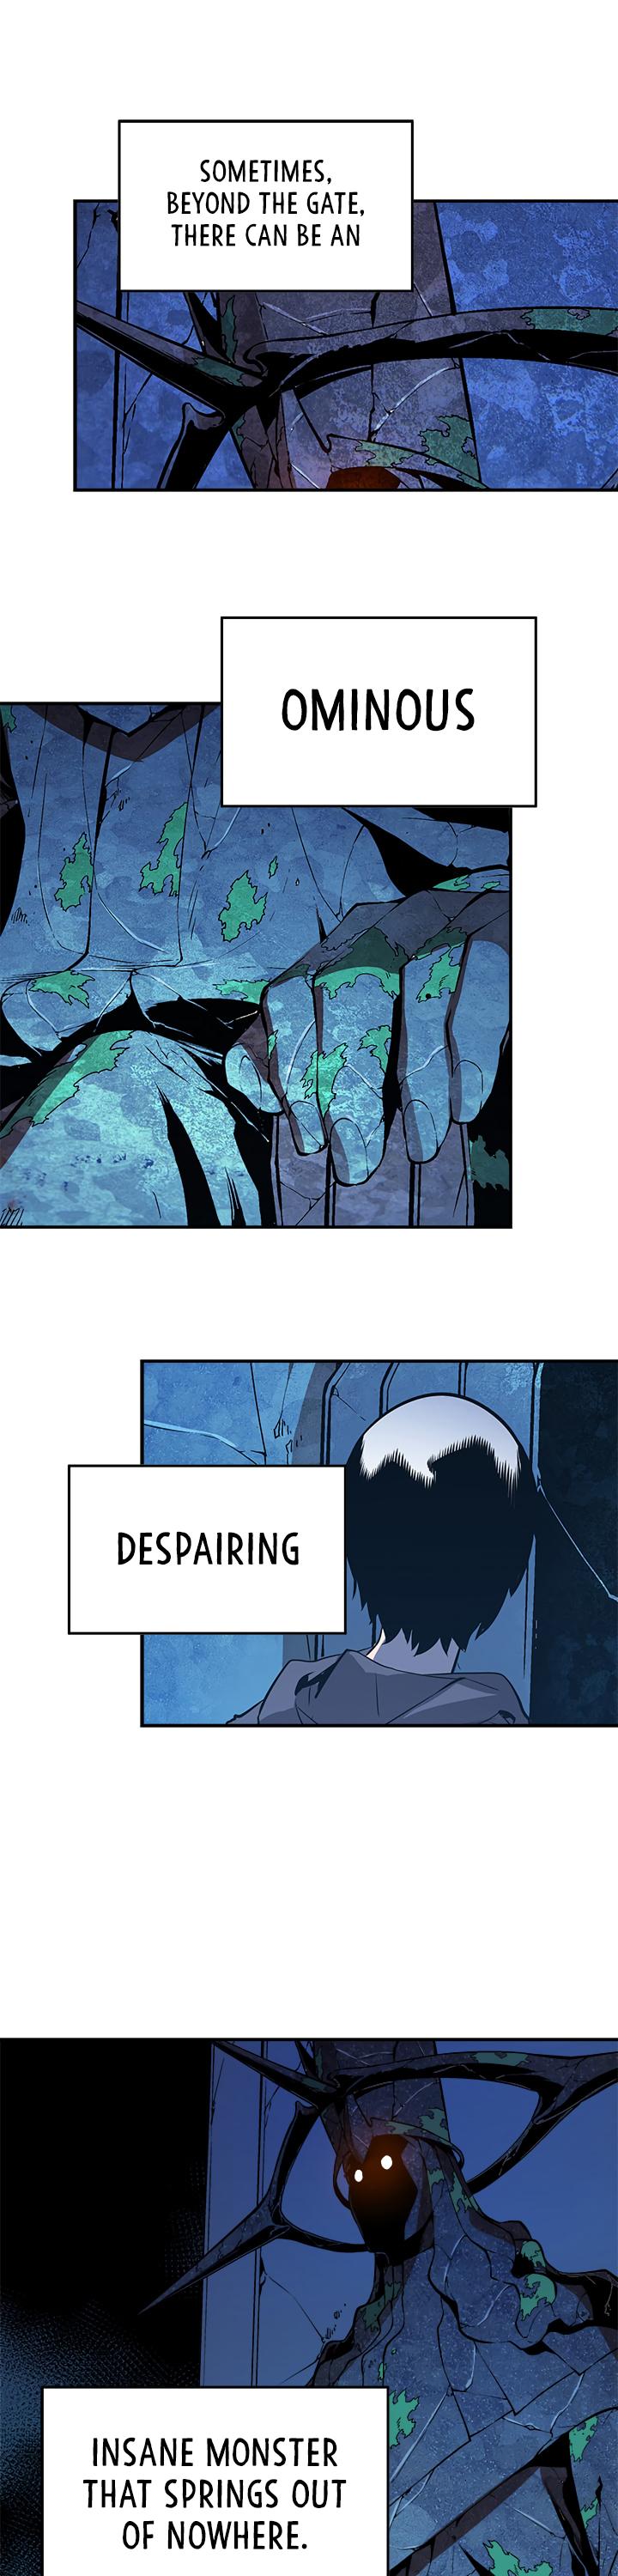 SOMETIMES,
BEYOND THE GATE,
THERE CAN BE AN
OMINOUS
DESPAIRING
INSANE MONSTER
THAT SPRINGS OUT
OF NOWHERE.